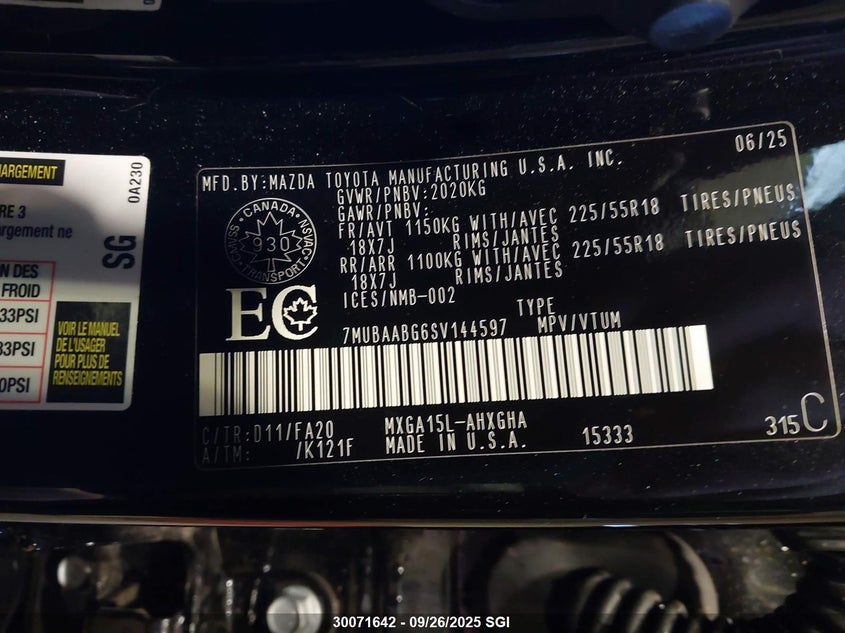 HARGEMENT
0A230
RE 3
hargement ne
SG
ON DES
FROID
33PSI
33PSI
0PSI
VOIR LE MANUEL
DE L'USAGER
POUR PLUS DE
RENSEIGNEMENTS
06/25
MFD.BY:MAZDA TOYOTA MANUFACTURING U.S.A. INC.
GVWR/PNBV:2020KG
GAWR/PNBV:
FR/AVT 1150KG WITH/AVEC 225/55R18 TIRES/PNEUS
18X7J RIMS/JANTES
RR/ARR 1100KG WITH/AVEC 225/55R18 TIRES/PNEUS
18X7J RIMS/JANTES
ICES/NMB-002
CANADA
930
TRANSPORT
EC
TYPE
7MUBAABG6SV144597 MPV/VTUM
C/TR:D11/FA20 MXGA15L-AHXGHA
A/TM: /K121F MADE IN U.S.A. 15333 315C
30071642 - 09/26/2025 SGI